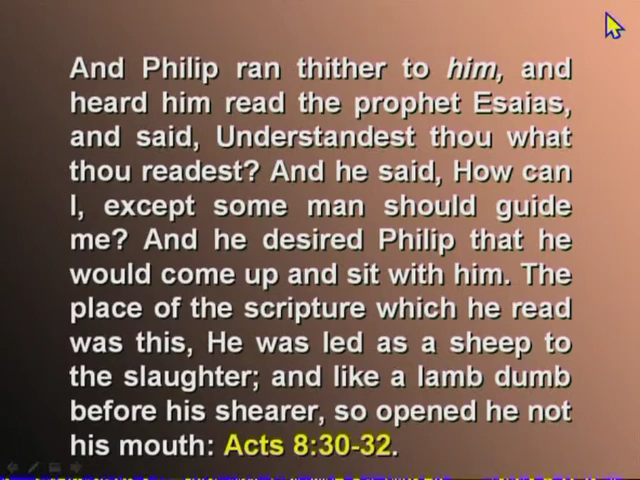 And Philip ran thither to him, and
heard him read the prophet Esaias,
and said, Understandest thou what
thou readest? And he said, How can
I, except some man should guide
me? And he desired Philip that he
would come up and sit with him. The
place of the scripture which he read
was this, He was led as a sheep to
the slaughter; and like a lamb dumb
before his shearer, so opened he not
his mouth: Acts 8:30-32.